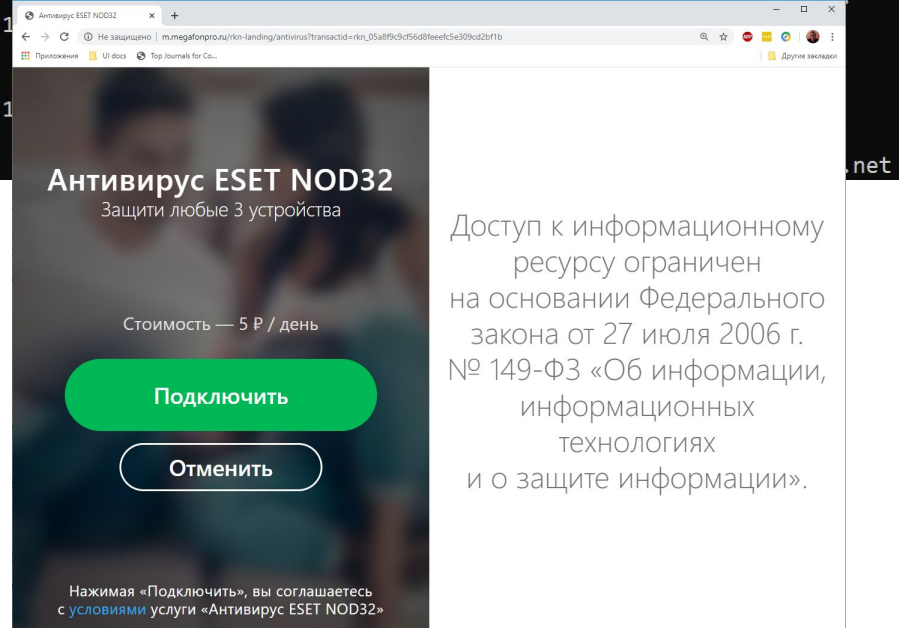 Антивирус ESET NOD32
Не защищено | m.megafonpro.ru/rkn-landing/antivirus?transactid=rkn_05a8f9c9cf56d8feeefc5e309cd2bf1b
Приложения UI docs Top Journals for Co... Другие закладки
1
1
.net
Антивирус ESET NOD32
Защити любые 3 устройства
Стоимость — 5 ₽ / день
Подключить
Отменить
Нажимая «Подключить», вы соглашаетесь
с условиями услуги «Антивирус ESET NOD32»
Доступ к информационному
ресурсу ограничен
на основании Федерального
закона от 27 июля 2006 г.
№ 149-ФЗ «Об информации,
информационных
технологиях
и о защите информации».